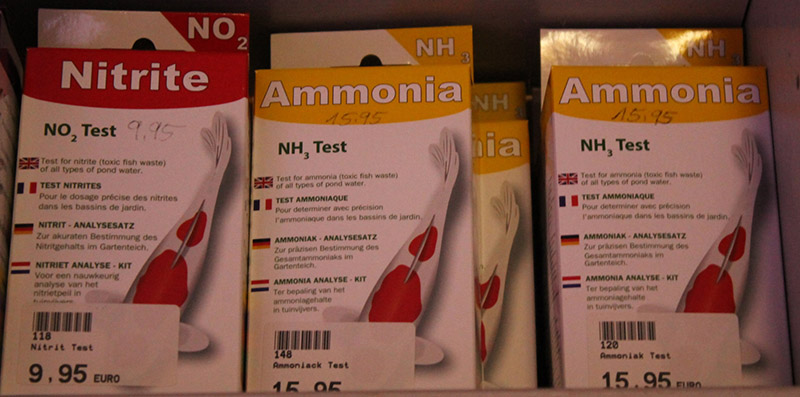 NO2
Nitrite
NO2 Test 9,95
Test for nitrite (toxic fish waste)
of all types of pond water.
TEST NITRITES
Pour le dosage précise des nitrites
dans les bassins de jardin.
NITRIT - ANALYSESATZ
Zur akuraten Bestimmung des
Nitritgehalts im Gartenteich.
NITRIET ANALYSE - KIT
Voor een nauwkeurig
analyse van het
nitrietpeil in
tuinvijvers.
118
Nitrit Test
9,95 EURO
NH3
Ammonia
15.95
NH3 Test
Test for ammonia (toxic fish waste)
of all types of pond water.
TEST AMMONIAQUE
Pour determiner avec précision
l'ammoniaque dans les bassins de jardin.
AMMONIAK - ANALYSESATZ
Zur präzisen Bestimmung des
Gesamtammoniaks im
Gartenteich.
AMMONIA ANALYSE - KIT
Ter bepaling van het
ammoniagehalte
in tuinvijvers.
148
Ammoniack Test
15,95
NH3
NH3
Ammonia
15.95
NH3 Test
Test for ammonia (toxic fish waste)
of all types of pond water.
TEST AMMONIAQUE
Pour determiner avec précision
l'ammoniaque dans les bassins de jardin.
AMMONIAK - ANALYSESATZ
Zur präzisen Bestimmung des
Gesamtammoniaks im
Gartenteich.
AMMONIA ANALYSE - KIT
Ter bepaling van het
ammoniagehalte
in tuinvijvers.
120
Ammoniak Test
15,95 EURO